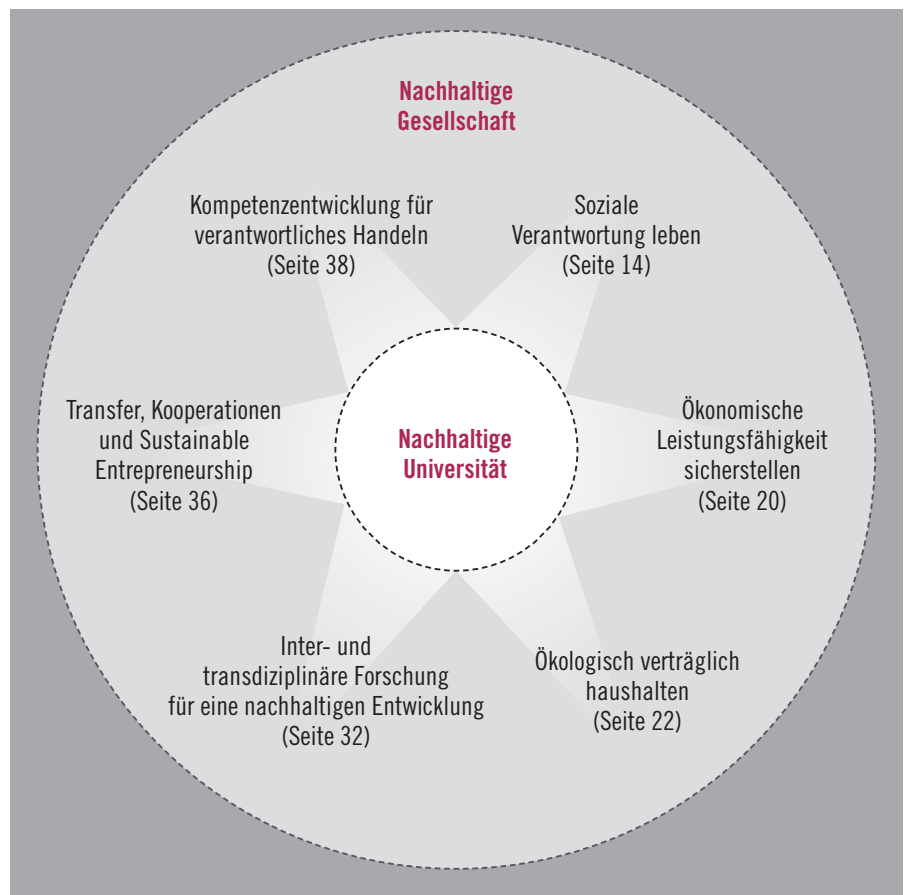 Nachhaltige
Gesellschaft
Kompetenzentwicklung für
verantwortliches Handeln
(Seite 38)
Soziale
Verantwortung leben
(Seite 14)
Transfer, Kooperationen
und Sustainable
Entrepreneurship
(Seite 36)
Nachhaltige
Universität
Ökonomische
Leistungsfähigkeit
sicherstellen
(Seite 20)
Inter- und
transdiziplinäre Forschung
für eine nachhaltigen Entwicklung
(Seite 32)
Ökologisch verträglich
haushalten
(Seite 22)